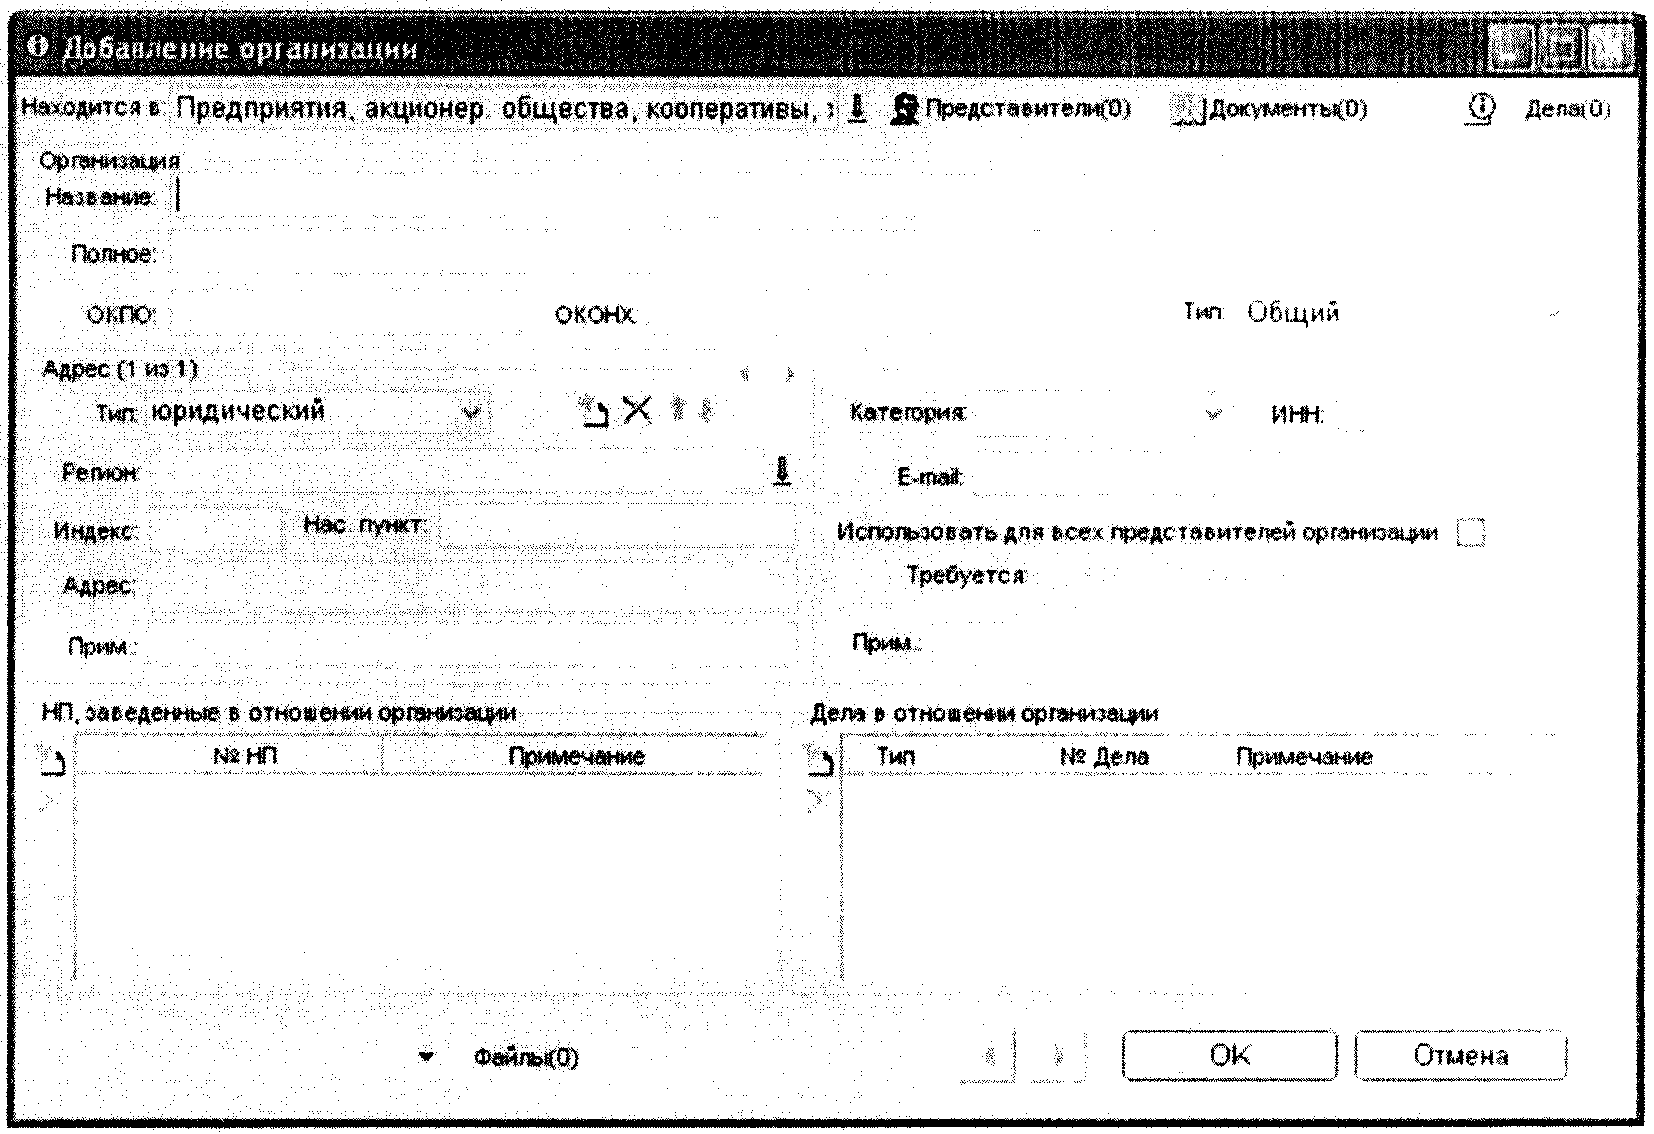 Добавление организации
Находится в: Предприятия, акционер. общества, кооперативы, Представители(0) Документы(0) Дела(0)
Организация
Название:
Полное:
ОКПО: ОКОНХ: Тип: Общий
Адрес (1 из 1)
Тип: юридический Категория: ИНН:
Регион: E-mail:
Индекс: Нас. пункт: Использовать для всех представителей организации
Адрес: Требуется
Прим.: Прим.:
НП, заведенные в отношении организации Дела в отношении организации
№ НП Примечание Тип № Дела Примечание
Файлы(0) OK Отмена